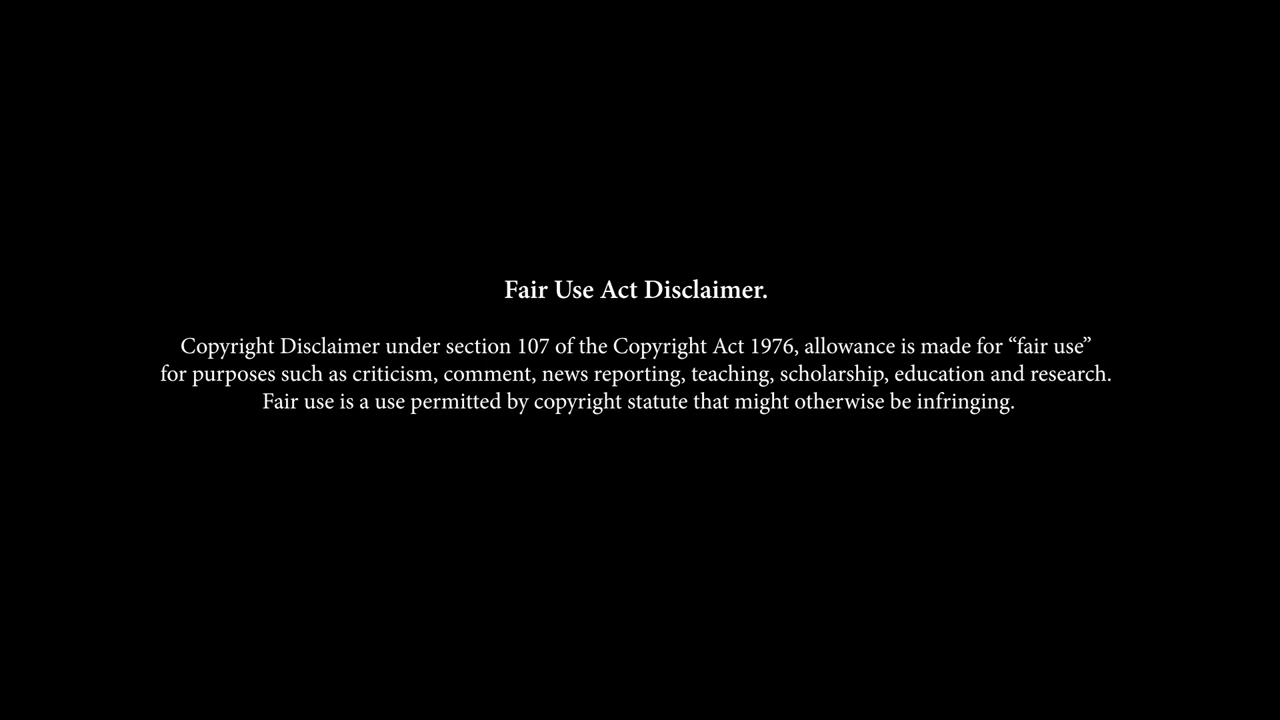 Fair Use Act Disclaimer.
Copyright Disclaimer under section 107 of the Copyright Act 1976, allowance is made for “fair use”
for purposes such as criticism, comment, news reporting, teaching, scholarship, education and research.
Fair use is a use permitted by copyright statute that might otherwise be infringing.